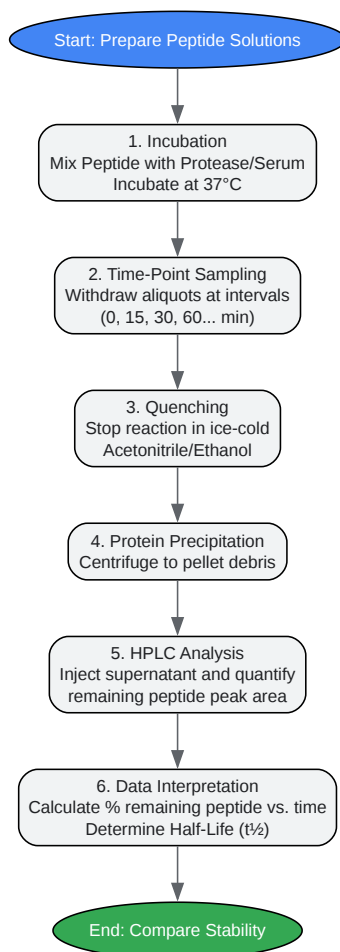 Start: Prepare Peptide Solutions
1. Incubation
Mix Peptide with Protease/Serum
Incubate at 37°C
2. Time-Point Sampling
Withdraw aliquots at intervals
(0, 15, 30, 60... min)
3. Quenching
Stop reaction in ice-cold
Acetonitrile/Ethanol
4. Protein Precipitation
Centrifuge to pellet debris
5. HPLC Analysis
Inject supernatant and quantify
remaining peptide peak area
6. Data Interpretation
Calculate % remaining peptide vs. time
Determine Half-Life (t½)
End: Compare Stability